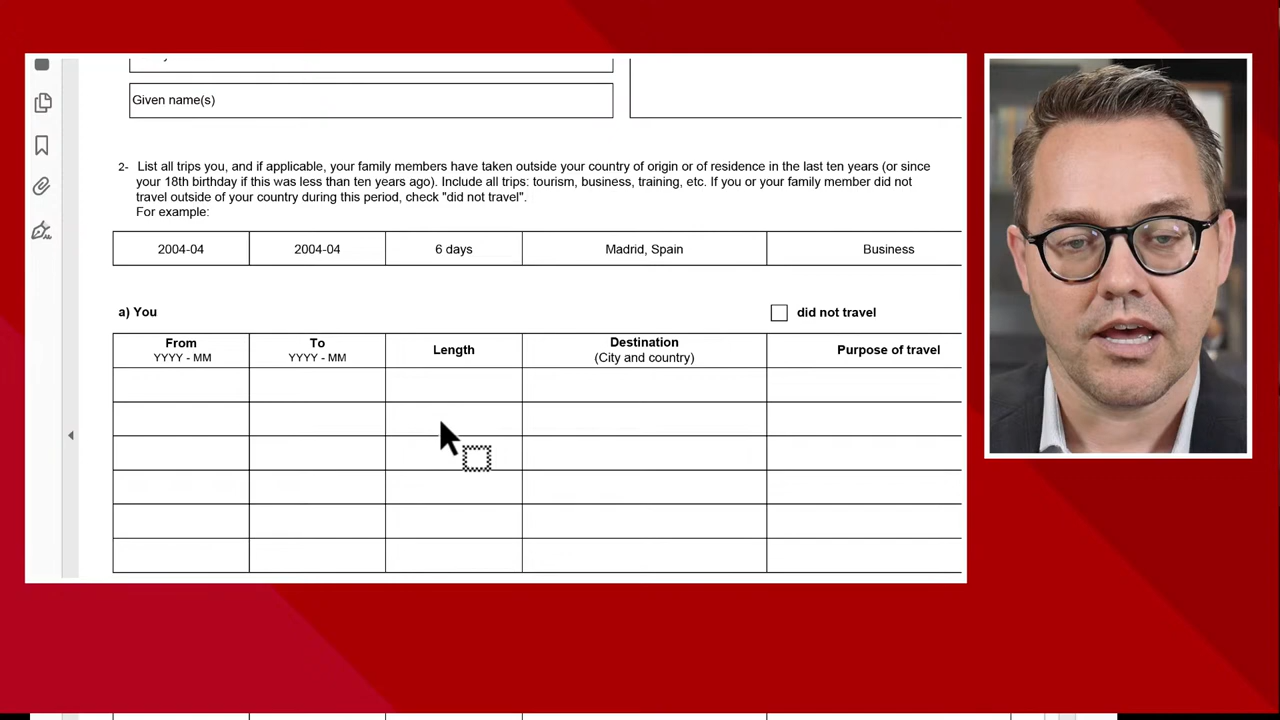 Given name(s)
2- List all trips you, and if applicable, your family members have taken outside your country of origin or of residence in the last ten years (or since
your 18th birthday if this was less than ten years ago). Include all trips: tourism, business, training, etc. If you or your family member did not
travel outside of your country during this period, check "did not travel".
For example:
2004-04 2004-04 6 days Madrid, Spain Business
a) You did not travel
From To Length Destination Purpose of travel
YYYY - MM YYYY - MM (City and country)